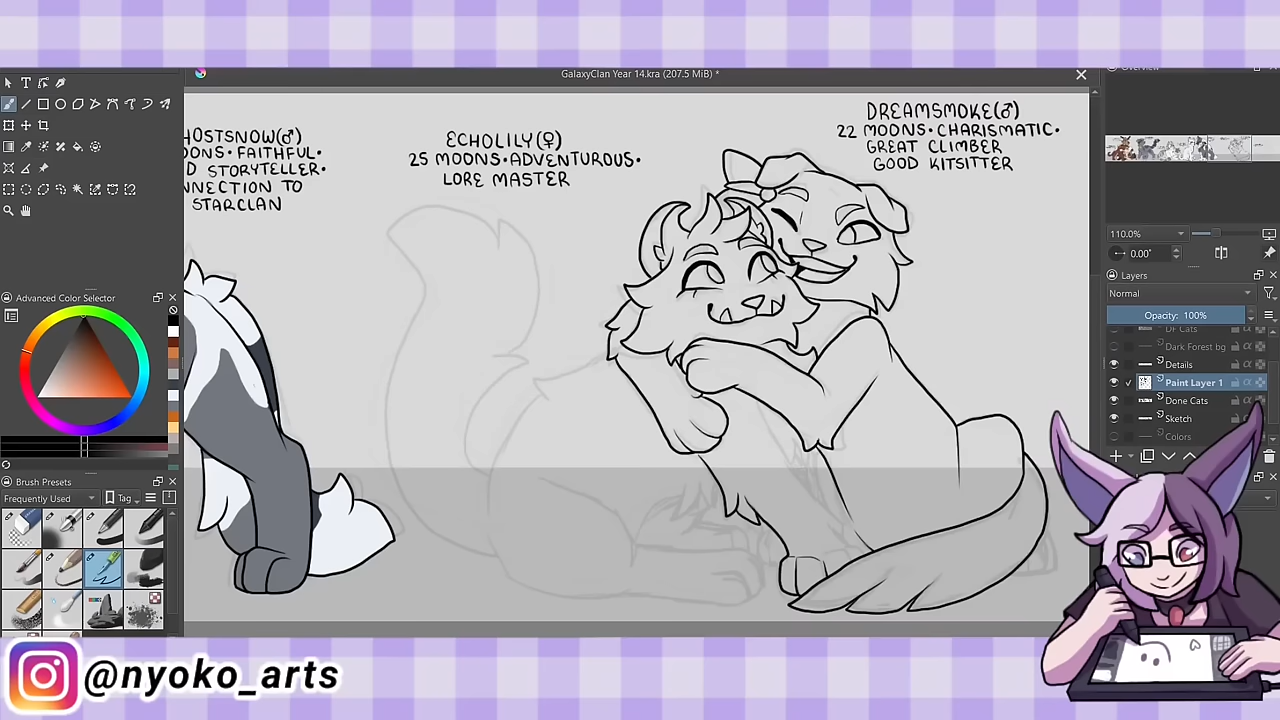 GalaxyClan Year 14.kra (207.5 MiB) *
HOSTSNOW(♂)
OONS•FAITHFUL•
D STORYTELLER•
NNECTION TO
STARCLAN
ECHOLILY(♀)
25 MOONS•ADVENTUROUS•
LORE MASTER
DREAMSMOKE(♂)
22 MOONS•CHARISMATIC•
GREAT CLIMBER
GOOD KITSITTER
Advanced Color Selector
Brush Presets
Frequently Used
Tag
110.0%
0.00°
Layers
Normal
Opacity: 100%
DF Cats
Dark Forest bg
Details
Paint Layer 1
Done Cats
Sketch
Colors
@nyoko_arts